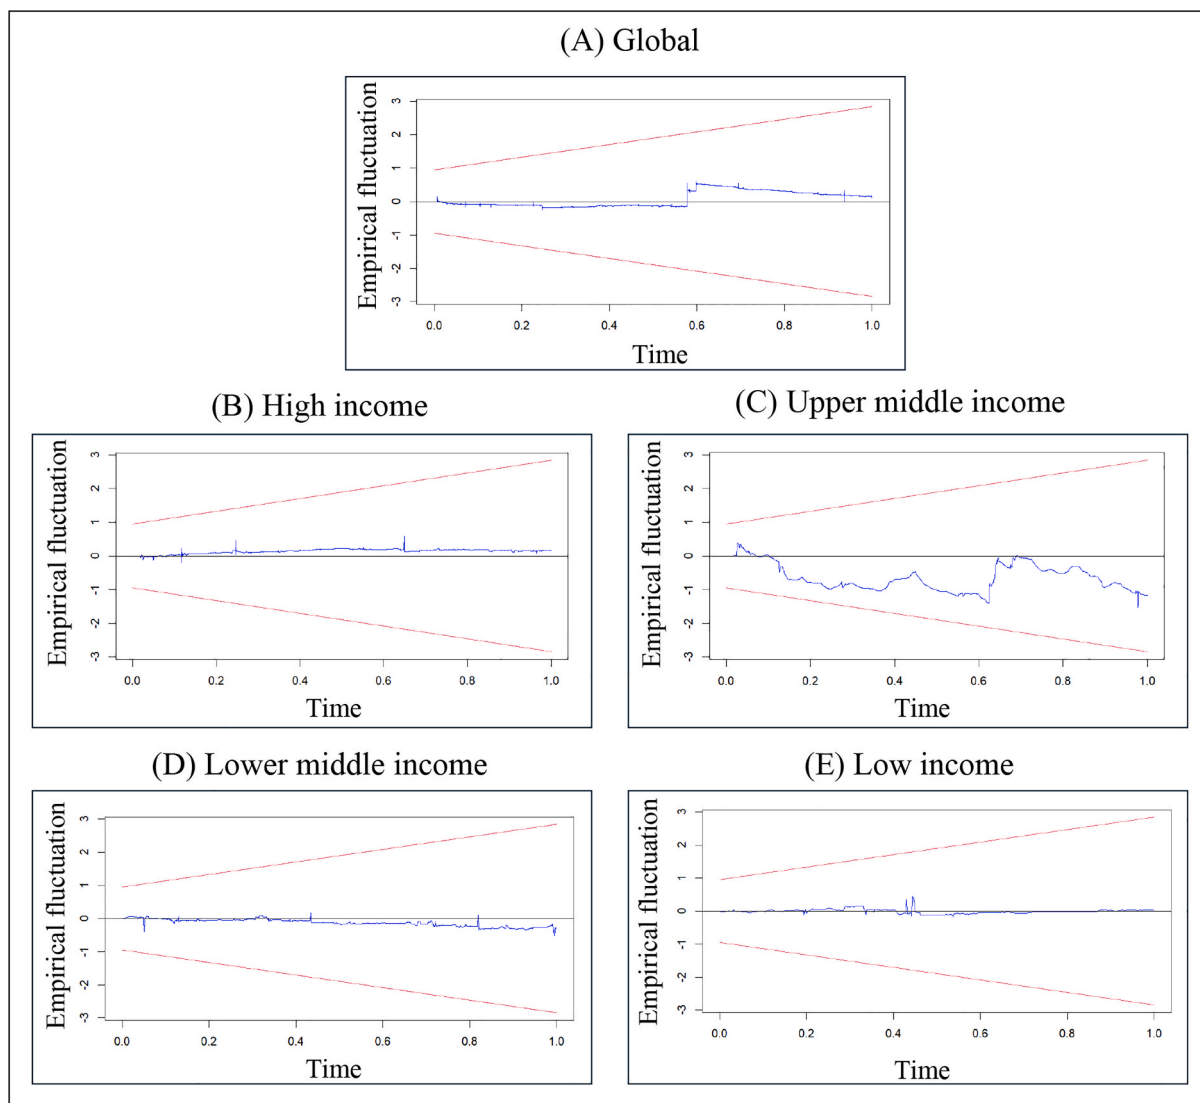 (A) Global
Empirical fluctuation
3
2
1
0
-1
-2
-3
0.0 0.2 0.4 0.6 0.8 1.0
Time
(B) High income
Empirical fluctuation
3
2
1
0
-1
-2
-3
0.0 0.2 0.4 0.6 0.8 1.0
Time
(C) Upper middle income
Empirical fluctuation
3
2
1
0
-1
-2
-3
0.0 0.2 0.4 0.6 0.8 1.0
Time
(D) Lower middle income
Empirical fluctuation
3
2
1
0
-1
-2
-3
0.0 0.2 0.4 0.6 0.8 1.0
Time
(E) Low income
Empirical fluctuation
3
2
1
0
-1
-2
-3
0.0 0.2 0.4 0.6 0.8 1.0
Time